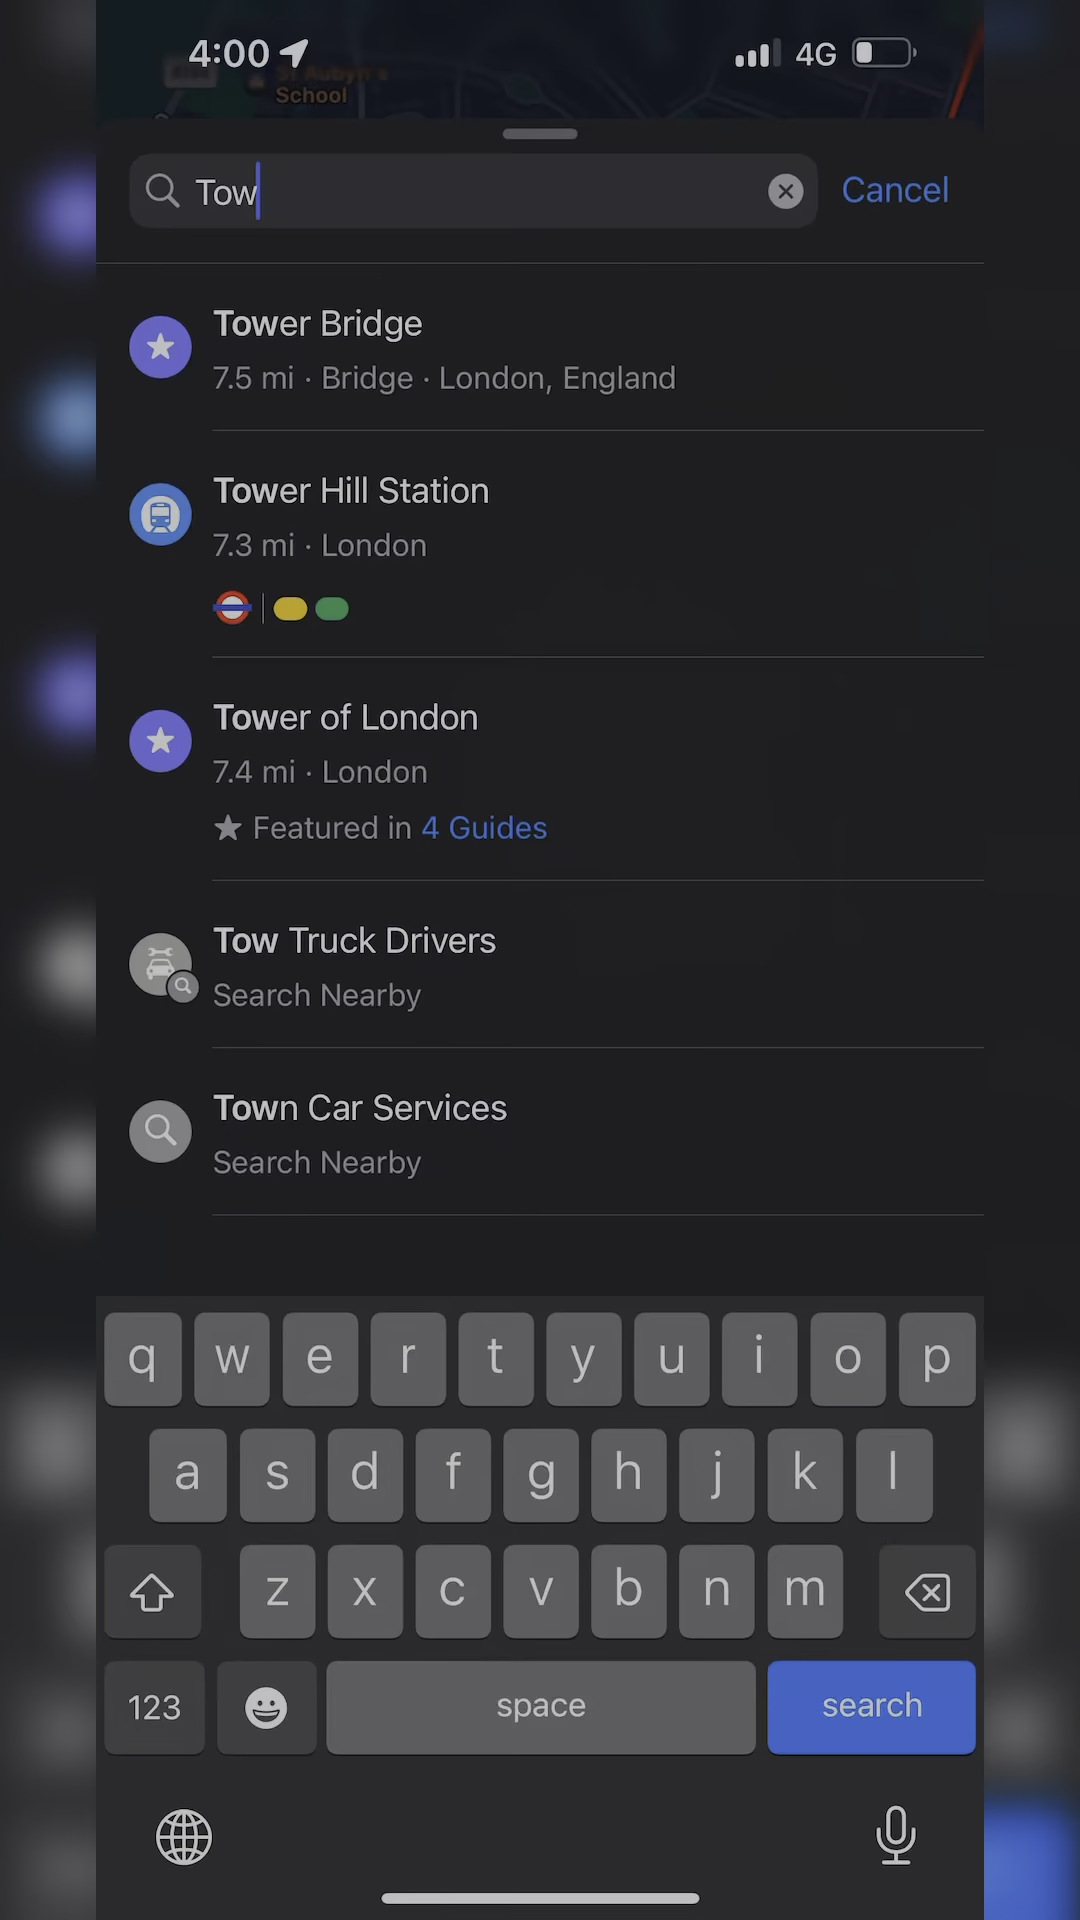 4:00
4G
St Aubyn's
School
Tow
Cancel
Tower Bridge
7.5 mi · Bridge · London, England
Tower Hill Station
7.3 mi · London
Tower of London
7.4 mi · London
Featured in 4 Guides
Tow Truck Drivers
Search Nearby
Town Car Services
Search Nearby
q w e r t y u i o p
a s d f g h j k l
z x c v b n m
123 space search